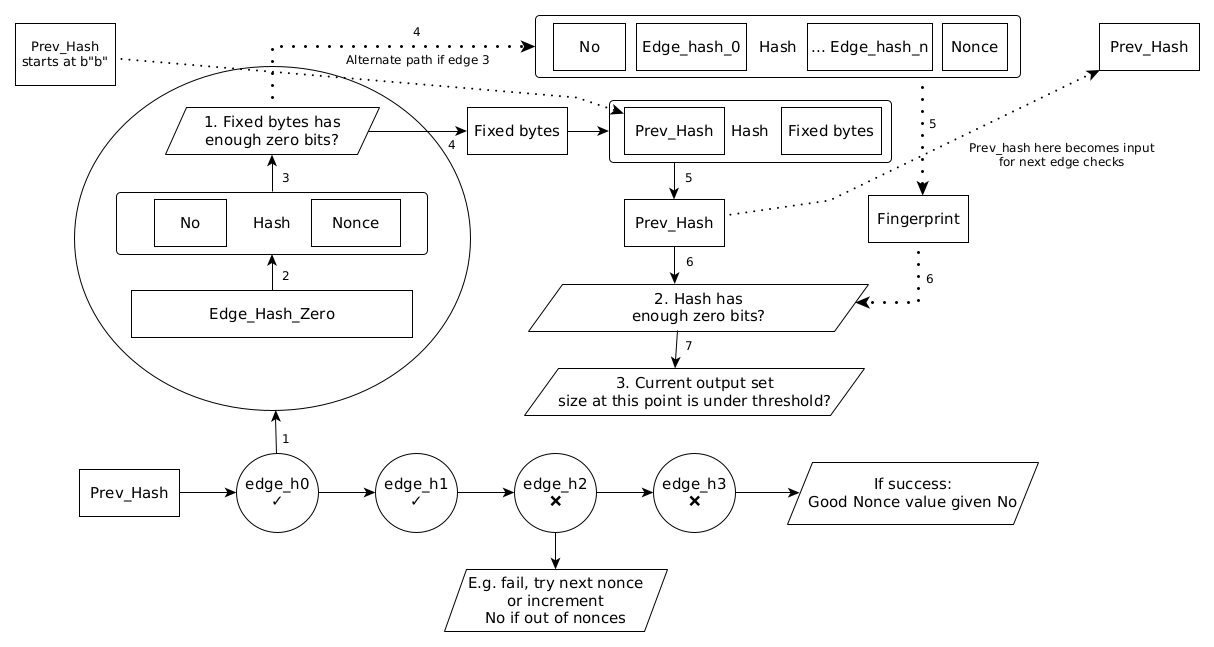 Prev_Hash
starts at b"b"
4
Alternate path if edge 3
No
Edge_hash_0
Hash
... Edge_hash_n
Nonce
Prev_Hash
1. Fixed bytes has
enough zero bits?
4
Fixed bytes
Prev_Hash
Hash
Fixed bytes
5
Prev_hash here becomes input
for next edge checks
3
5
No
Hash
Nonce
Prev_Hash
Fingerprint
2
6
6
Edge_Hash_Zero
2. Hash has
enough zero bits?
7
3. Current output set
size at this point is under threshold?
1
Prev_Hash
edge_h0
✓
edge_h1
✓
edge_h2
✖
edge_h3
✖
If success:
Good Nonce value given No
E.g. fail, try next nonce
or increment
No if out of nonces